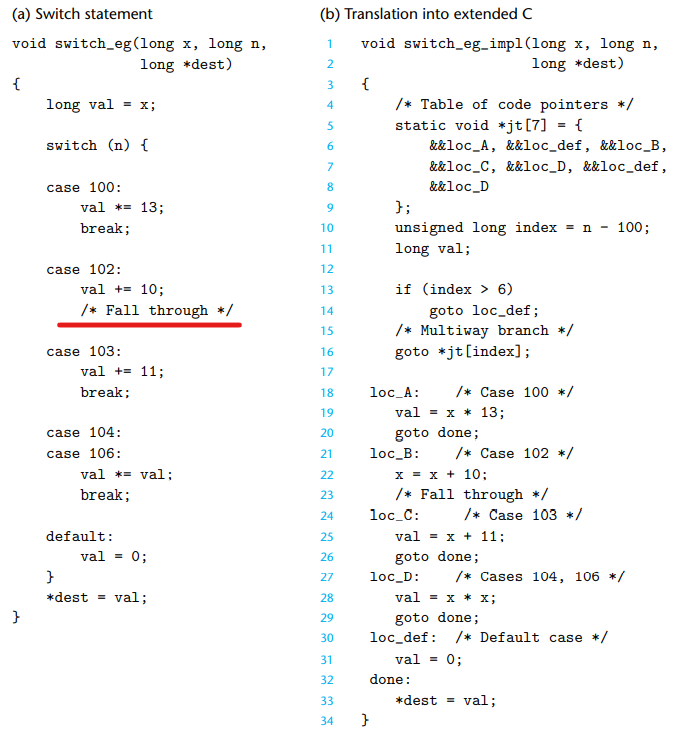 (a) Switch statement
void switch_eg(long x, long n,
               long *dest)
{
    long val = x;

    switch (n) {

    case 100:
        val *= 13;
        break;

    case 102:
        val += 10;
        /* Fall through */

    case 103:
        val += 11;
        break;

    case 104:
    case 106:
        val *= val;
        break;

    default:
        val = 0;
    }
    *dest = val;
}
(b) Translation into extended C
1 void switch_eg_impl(long x, long n,
2                     long *dest)
3 {
4     /* Table of code pointers */
5     static void *jt[7] = {
6         &&loc_A, &&loc_def, &&loc_B,
7         &&loc_C, &&loc_D, &&loc_def,
8         &&loc_D
9     };
10     unsigned long index = n - 100;
11     long val;
12
13     if (index > 6)
14         goto loc_def;
15     /* Multiway branch */
16     goto *jt[index];
17
18  loc_A:    /* Case 100 */
19     val = x * 13;
20     goto done;
21  loc_B:    /* Case 102 */
22     x = x + 10;
23     /* Fall through */
24  loc_C:     /* Case 103 */
25     val = x + 11;
26     goto done;
27  loc_D:    /* Cases 104, 106 */
28     val = x * x;
29     goto done;
30  loc_def:  /* Default case */
31     val = 0;
32  done:
33     *dest = val;
34 }